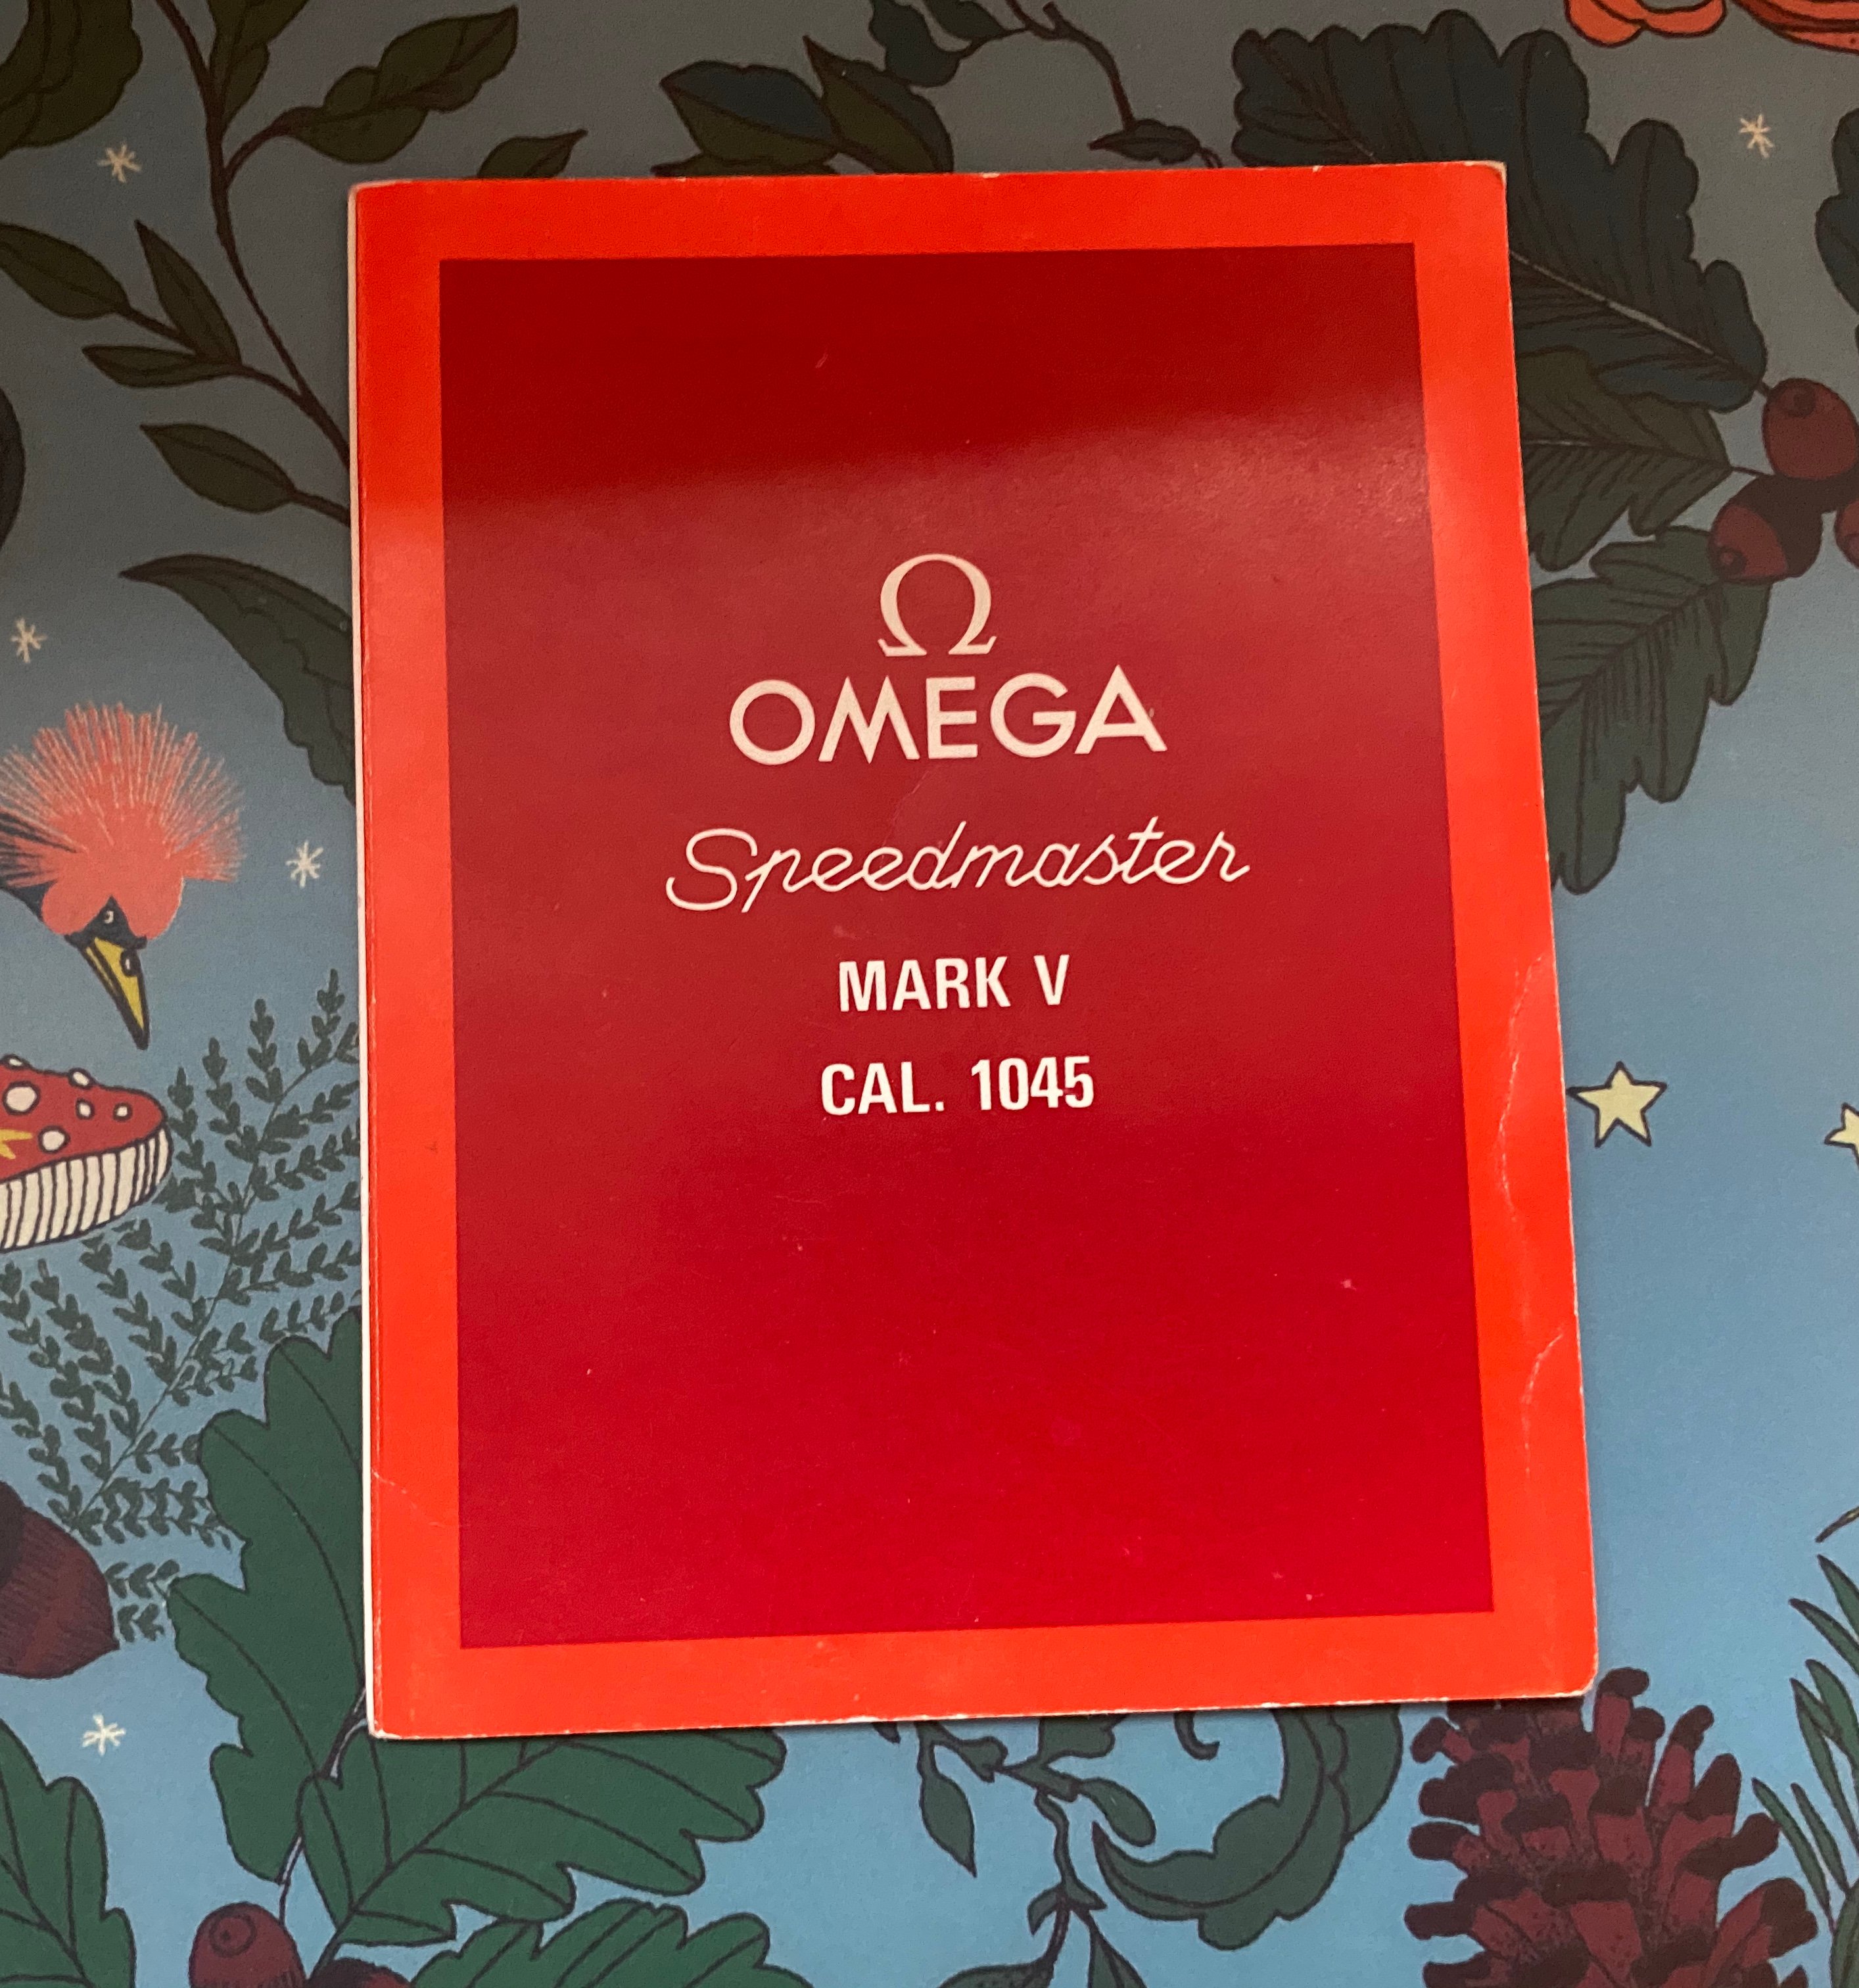 Ω
OMEGA
Speedmaster
MARK V
CAL. 1045